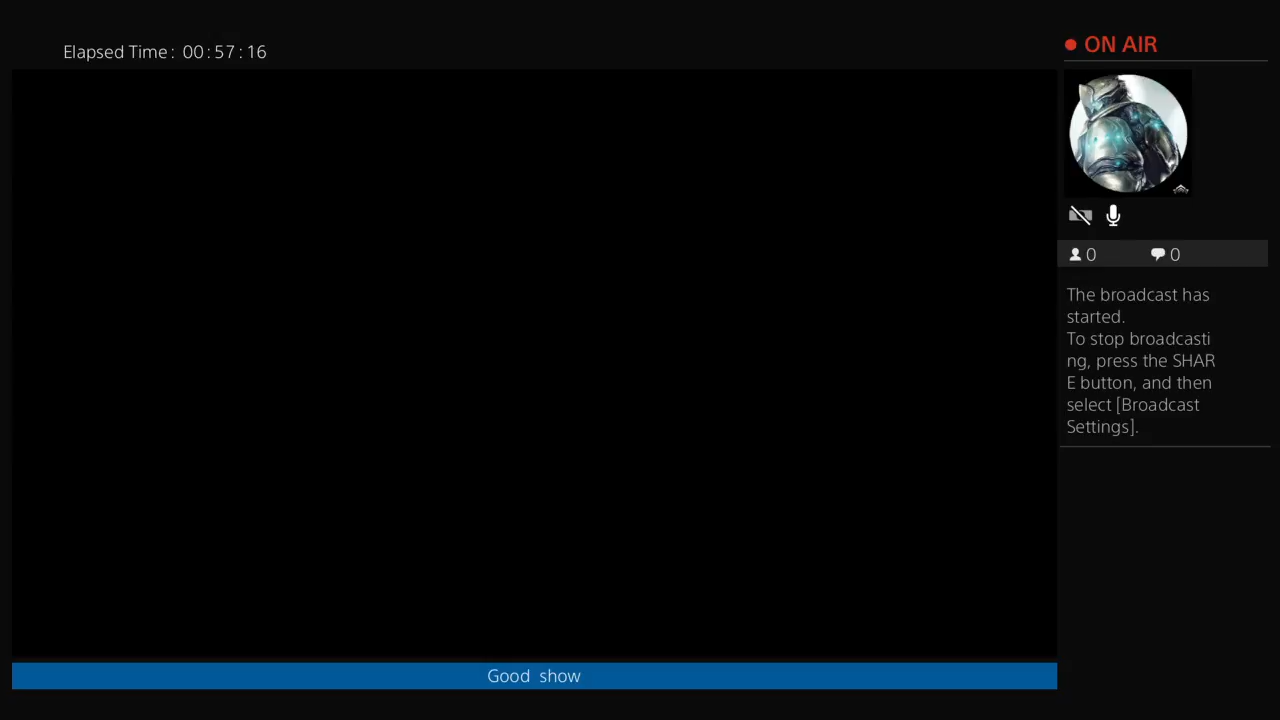 Elapsed Time: 00:57:16
ON AIR
0 0
The broadcast has
started.
To stop broadcasti
ng, press the SHAR
E button, and then
select [Broadcast
Settings].
Good show